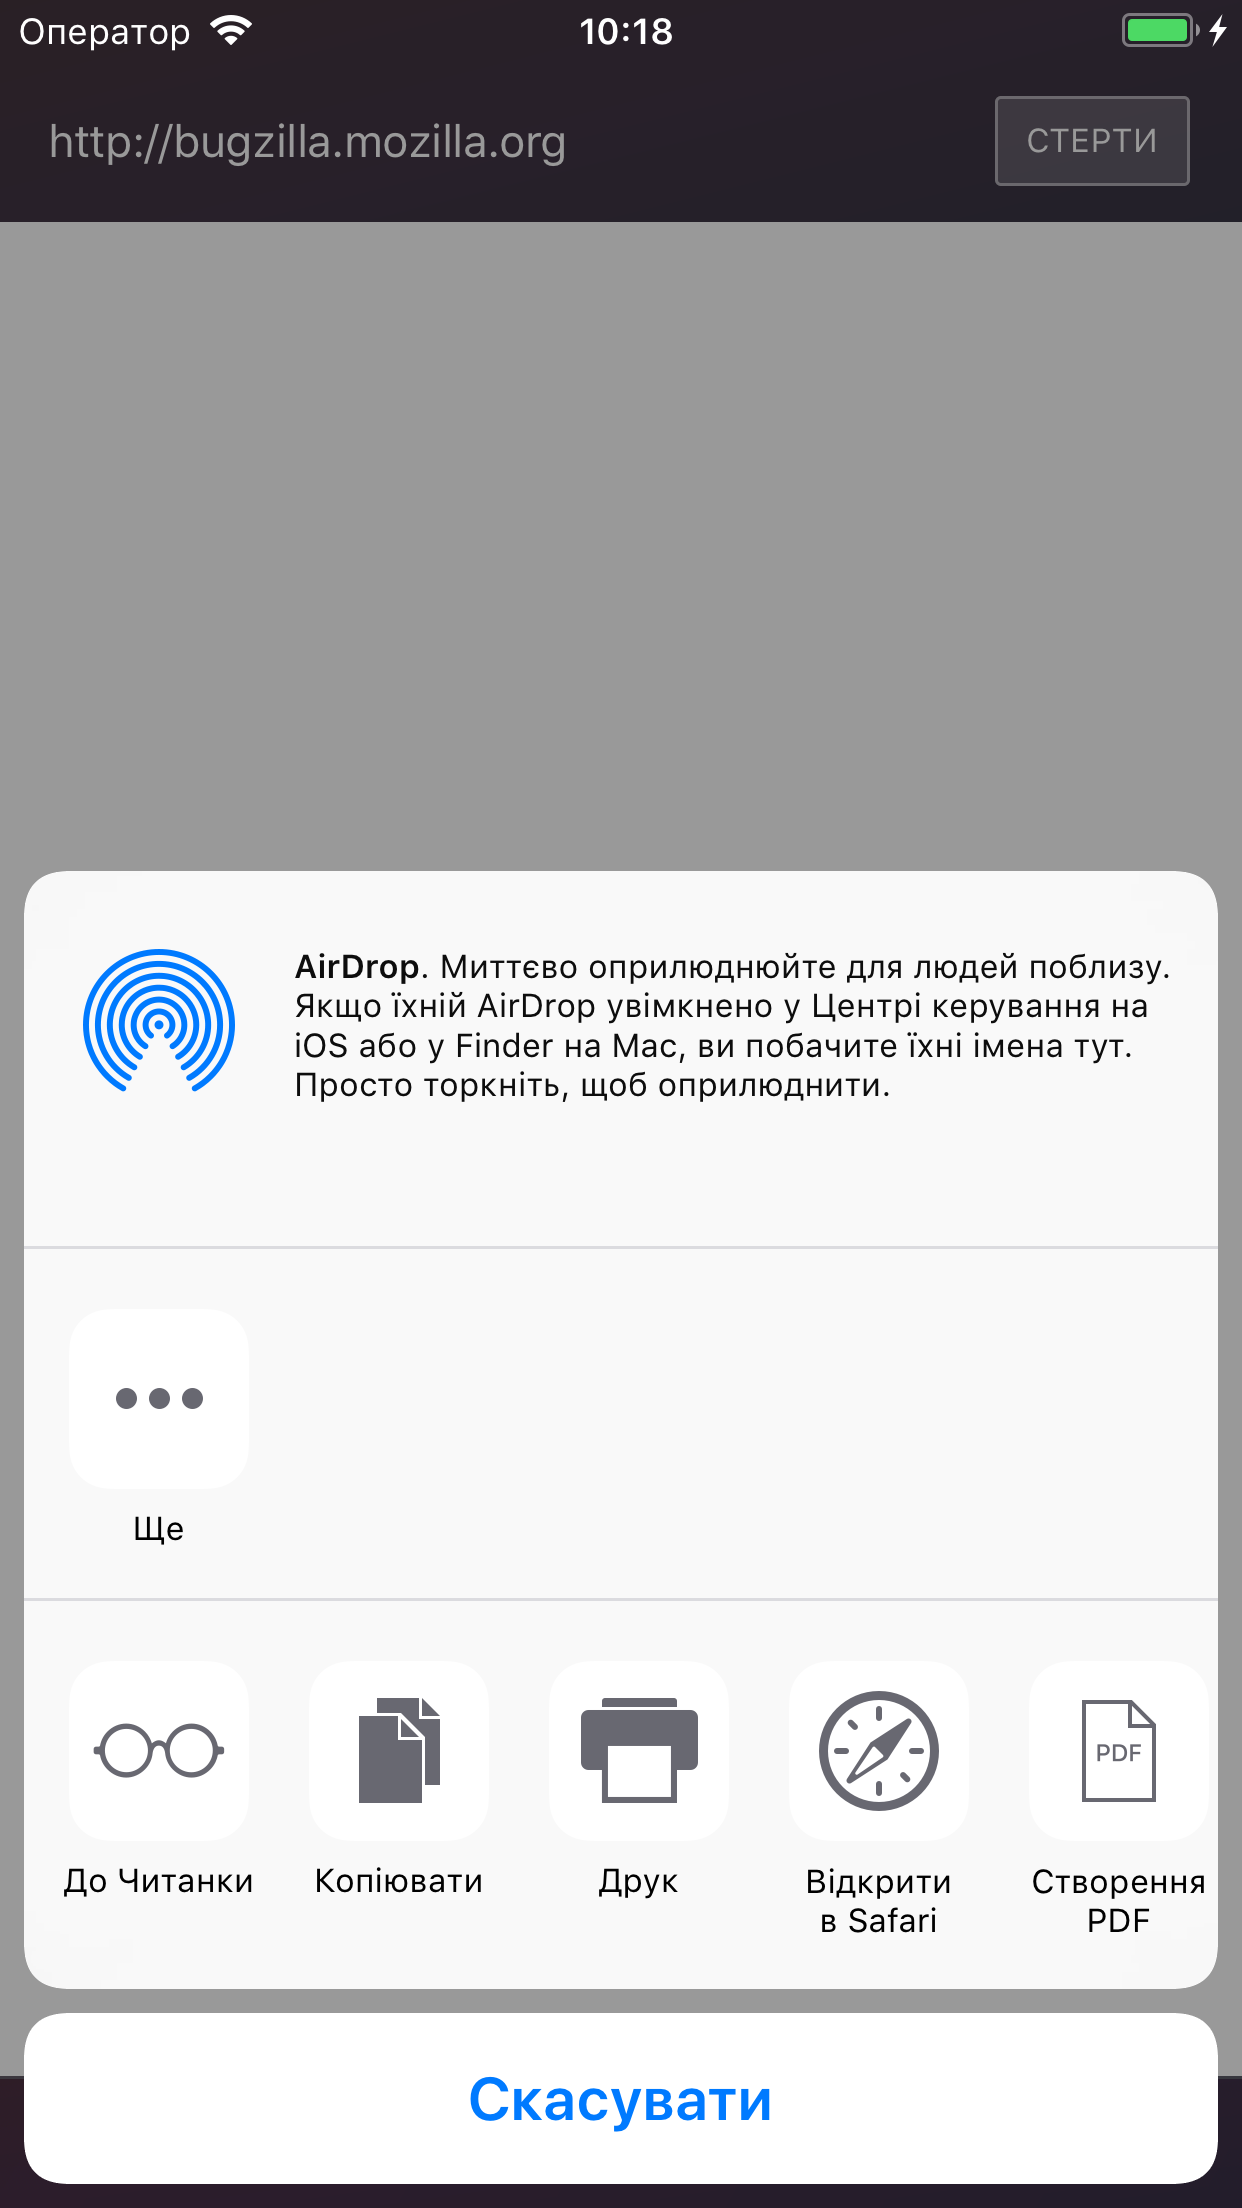 Оператор
10:18
http://bugzilla.mozilla.org
СТЕРТИ
AirDrop. Миттєво оприлюднюйте для людей поблизу.
Якщо їхній AirDrop увімкнено у Центрі керування на
iOS або у Finder на Mac, ви побачите їхні імена тут.
Просто торкніть, щоб оприлюднити.
Ще
До Читанки
Копіювати
Друк
Відкрити
в Safari
PDF
Створення
PDF
Скасувати